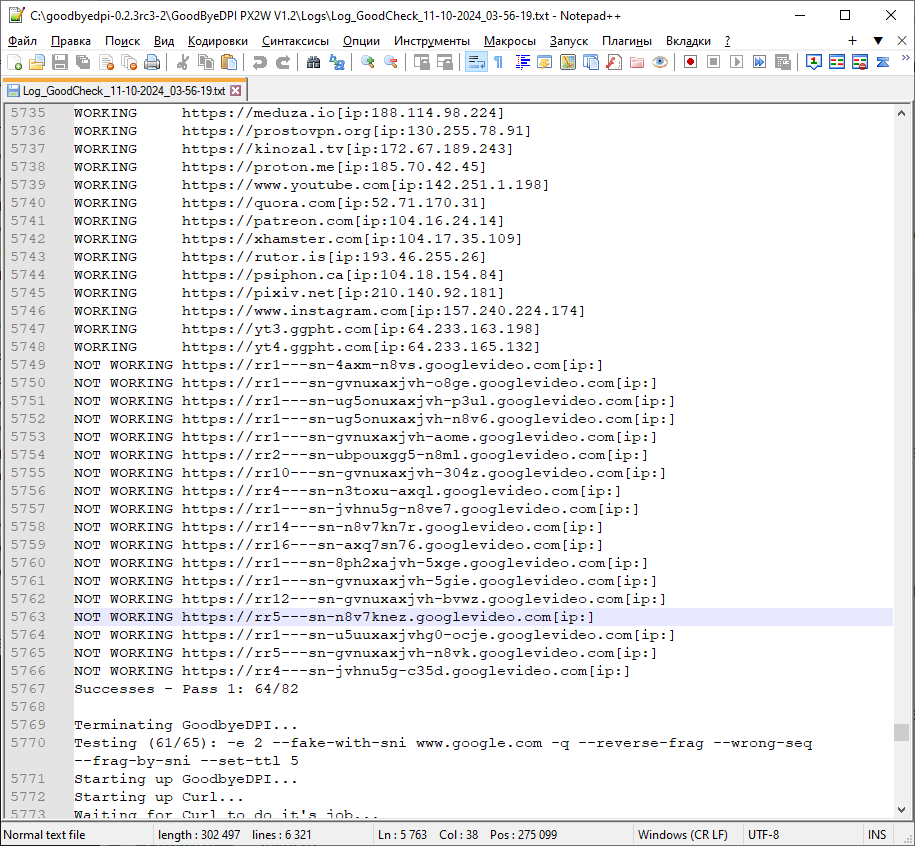 C:\goodbyedpi-0.2.3rc3-2\GoodByeDPI PX2W V1.2\Logs\Log_GoodCheck_11-10-2024_03-56-19.txt - Notepad++
Файл Правка Поиск Вид Кодировки Синтаксисы Опции Инструменты Макросы Запуск Плагины Вкладки ?
Log_GoodCheck_11-10-2024_03-56-19.txt
5735 WORKING https://meduza.io[ip:188.114.98.224]
5736 WORKING https://prostovpn.org[ip:130.255.78.91]
5737 WORKING https://kinozal.tv[ip:172.67.189.243]
5738 WORKING https://proton.me[ip:185.70.42.45]
5739 WORKING https://www.youtube.com[ip:142.251.1.198]
5740 WORKING https://quora.com[ip:52.71.170.31]
5741 WORKING https://patreon.com[ip:104.16.24.14]
5742 WORKING https://xhamster.com[ip:104.17.35.109]
5743 WORKING https://rutor.is[ip:193.46.255.26]
5744 WORKING https://psiphon.ca[ip:104.18.154.84]
5745 WORKING https://pixiv.net[ip:210.140.92.181]
5746 WORKING https://www.instagram.com[ip:157.240.224.174]
5747 WORKING https://yt3.ggpht.com[ip:64.233.163.198]
5748 WORKING https://yt4.ggpht.com[ip:64.233.165.132]
5749 NOT WORKING https://rr1---sn-4axm-n8vs.googlevideo.com[ip:]
5750 NOT WORKING https://rr1---sn-gvnuxaxjvh-o8ge.googlevideo.com[ip:]
5751 NOT WORKING https://rr1---sn-ug5onuxaxjvh-p3ul.googlevideo.com[ip:]
5752 NOT WORKING https://rr1---sn-ug5onuxaxjvh-n8v6.googlevideo.com[ip:]
5753 NOT WORKING https://rr1---sn-gvnuxaxjvh-aome.googlevideo.com[ip:]
5754 NOT WORKING https://rr2---sn-ubpouxgg5-n8ml.googlevideo.com[ip:]
5755 NOT WORKING https://rr10---sn-gvnuxaxjvh-304z.googlevideo.com[ip:]
5756 NOT WORKING https://rr4---sn-n3toxu-axql.googlevideo.com[ip:]
5757 NOT WORKING https://rr1---sn-jvhnu5g-n8ve7.googlevideo.com[ip:]
5758 NOT WORKING https://rr14---sn-n8v7kn7r.googlevideo.com[ip:]
5759 NOT WORKING https://rr16---sn-axq7sn76.googlevideo.com[ip:]
5760 NOT WORKING https://rr1---sn-8ph2xajvh-5xge.googlevideo.com[ip:]
5761 NOT WORKING https://rr1---sn-gvnuxaxjvh-5gie.googlevideo.com[ip:]
5762 NOT WORKING https://rr12---sn-gvnuxaxjvh-bvwz.googlevideo.com[ip:]
5763 NOT WORKING https://rr5---sn-n8v7knez.googlevideo.com[ip:]
5764 NOT WORKING https://rr1---sn-u5uuxaxjvhg0-ocje.googlevideo.com[ip:]
5765 NOT WORKING https://rr5---sn-gvnuxaxjvh-n8vk.googlevideo.com[ip:]
5766 NOT WORKING https://rr4---sn-jvhnu5g-c35d.googlevideo.com[ip:]
5767 Successes - Pass 1: 64/82
5768
5769 Terminating GoodbyeDPI...
5770 Testing (61/65): -e 2 --fake-with-sni www.google.com -q --reverse-frag --wrong-seq
--frag-by-sni --set-ttl 5
5771 Starting up GoodbyeDPI...
5772 Starting up Curl...
5773 Waiting for Curl to do it's job...
Normal text file length : 302 497 lines : 6 321 Ln : 5 763 Col : 38 Pos : 275 099 Windows (CR LF) UTF-8 INS